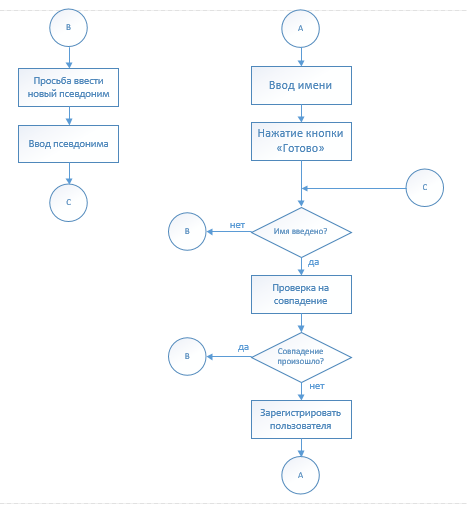 B
Просьба ввести
новый псевдоним
Ввод псевдонима
C
A
Ввод имени
Нажатие кнопки
«Готово»
C
Имя введено?
нет
B
да
Проверка на
совпадение
Совпадение
произошло?
да
B
нет
Зарегистрировать
пользователя
A